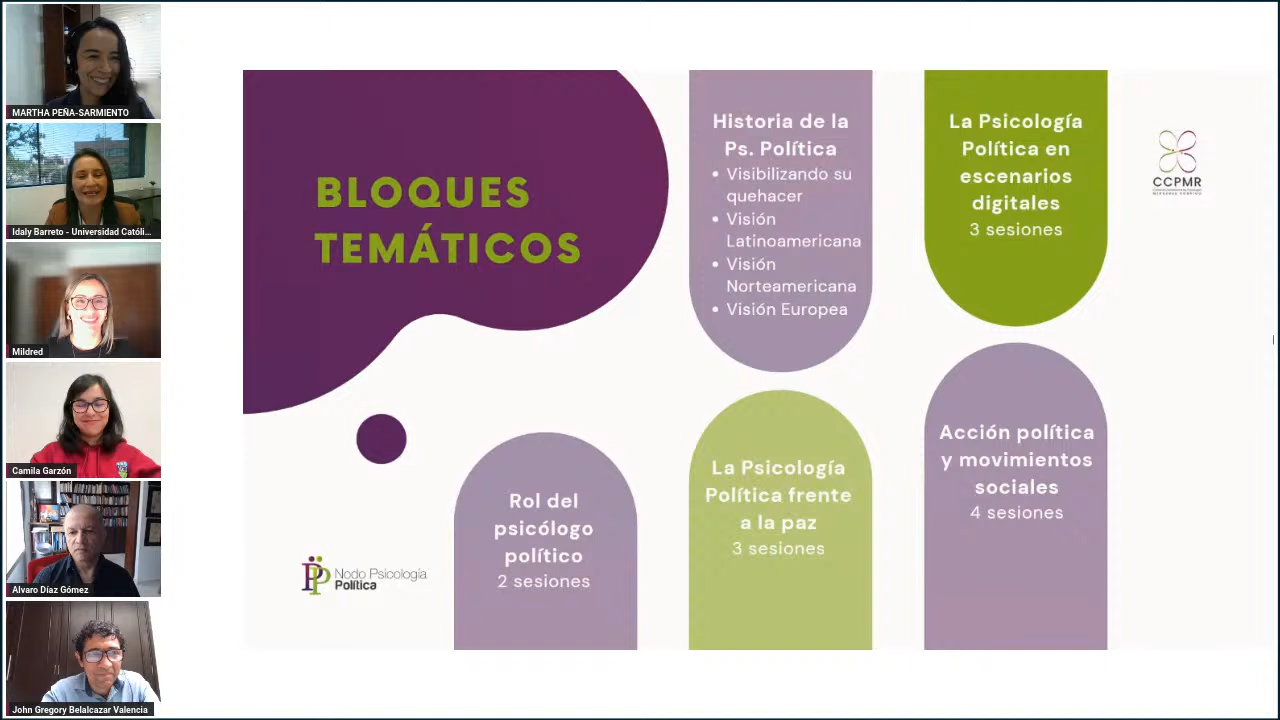 MARTHA PEÑA-SARMIENTO
Idaly Barreto - Universidad Católi...
Mildred
Camila Garzón
Alvaro Díaz Gómez
John Gregory Belalcazar Valencia
BLOQUES
TEMÁTICOS
Nodo Psicología
Política
Rol del
psicólogo
político
2 sesiones
Historia de la
Ps. Política
• Visibilizando su
quehacer
• Visión
Latinoamericana
• Visión
Norteamericana
• Visión Europea
La Psicología
Política frente
a la paz
3 sesiones
La Psicología
Política en
escenarios
digitales
3 sesiones
Acción política
y movimientos
sociales
4 sesiones
CCPMR